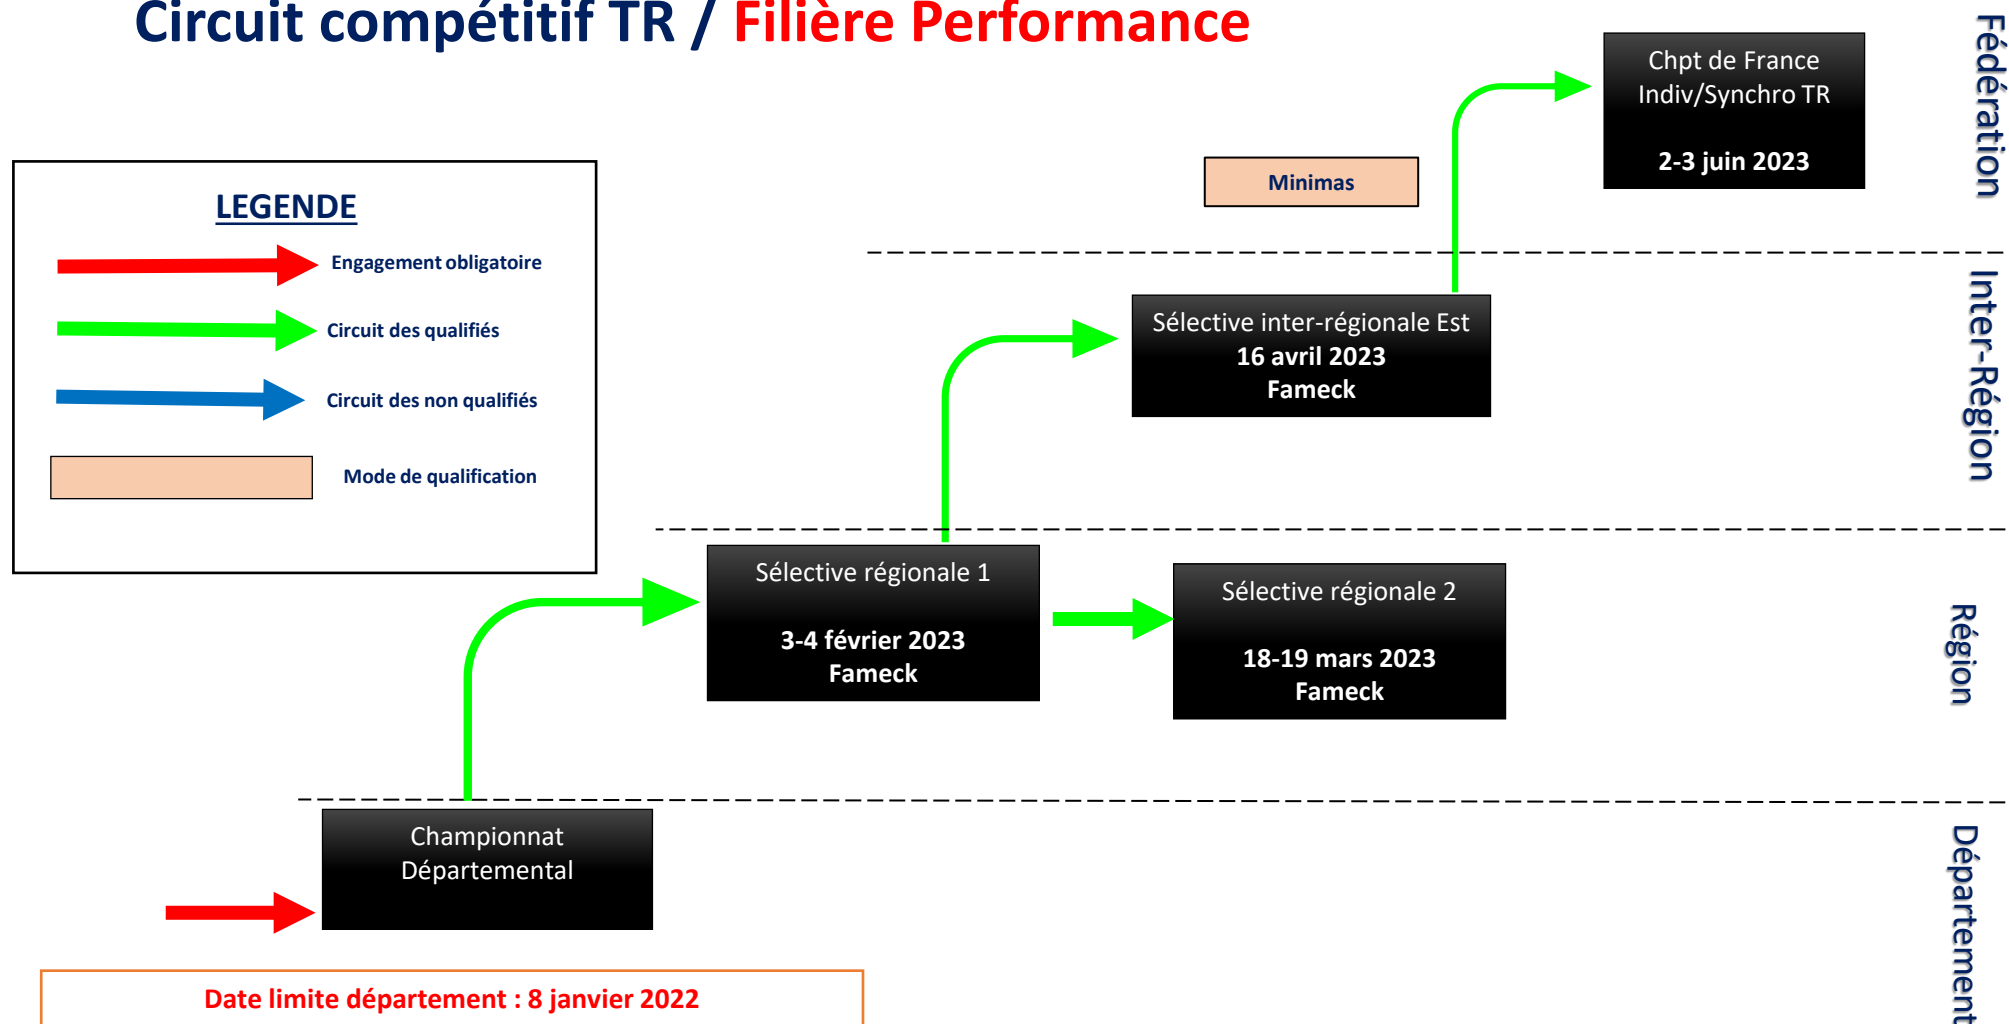 Circuit compétitif TR / Filière Performance
Fédération
Chpt de France
Indiv/Synchro TR
2-3 juin 2023
Minimas
LEGENDE
Engagement obligatoire
Circuit des qualifiés
Circuit des non qualifiés
Mode de qualification
Inter-Région
Sélective inter-régionale Est
16 avril 2023
Fameck
Région
Sélective régionale 1
3-4 février 2023
Fameck
Sélective régionale 2
18-19 mars 2023
Fameck
Département
Championnat
Départemental
Date limite département : 8 janvier 2022